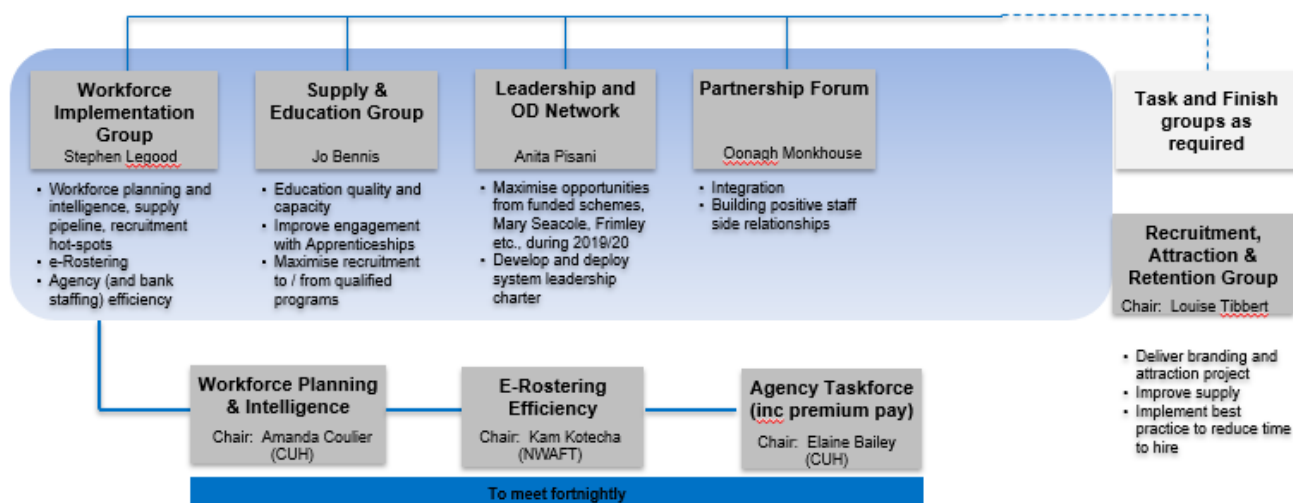 Workforce
Implementation
Group
Stephen Legood
• Workforce planning and
intelligence, supply
pipeline, recruitment
hot-spots
• e-Rostering
• Agency (and bank
staffing) efficiency
Supply &
Education Group
Jo Bennis
• Education quality and
capacity
• Improve engagement
with Apprenticeships
• Maximise recruitment
to / from qualified
programs
Leadership and
OD Network
Anita Pisani
• Maximise opportunities
from funded schemes,
Mary Seacole, Frimley
etc., during 2019/20
• Develop and deploy
system leadership
charter
Partnership Forum
Oonagh Monkhouse
• Integration
• Building positive staff
side relationships
Task and Finish
groups as
required
Recruitment,
Attraction &
Retention Group
Chair: Louise Tibbert
• Deliver branding and
attraction project
• Improve supply
• Implement best
practice to reduce time
to hire
Workforce Planning
& Intelligence
Chair: Amanda Coulier
(CUH)
E-Rostering
Efficiency
Chair: Kam Kotecha
(NWAFT)
Agency Taskforce
(inc premium pay)
Chair: Elaine Bailey
(CUH)
To meet fortnightly